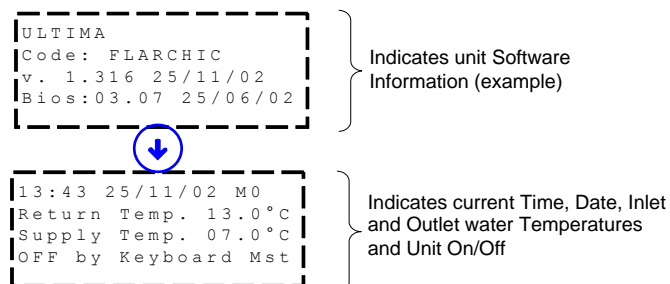 ULTIMA
Code: FLARCHIC
v. 1.316 25/11/02
Bios:03.07 25/06/02
Indicates unit Software
Information (example)
13:43 25/11/02 M0
Return Temp. 13.0°C
Supply Temp. 07.0°C
OFF by Keyboard Mst
Indicates current Time, Date, Inlet
and Outlet water Temperatures
and Unit On/Off